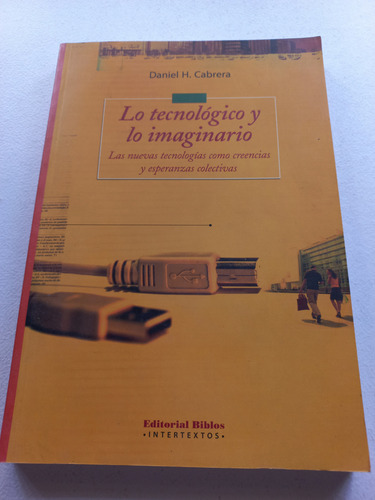 Daniel H. Cabrera
Lo tecnológico y
lo imaginario
Las nuevas tecnologías como creencias
y esperanzas colectivas
Editorial Biblos
•INTERTEXTOS•